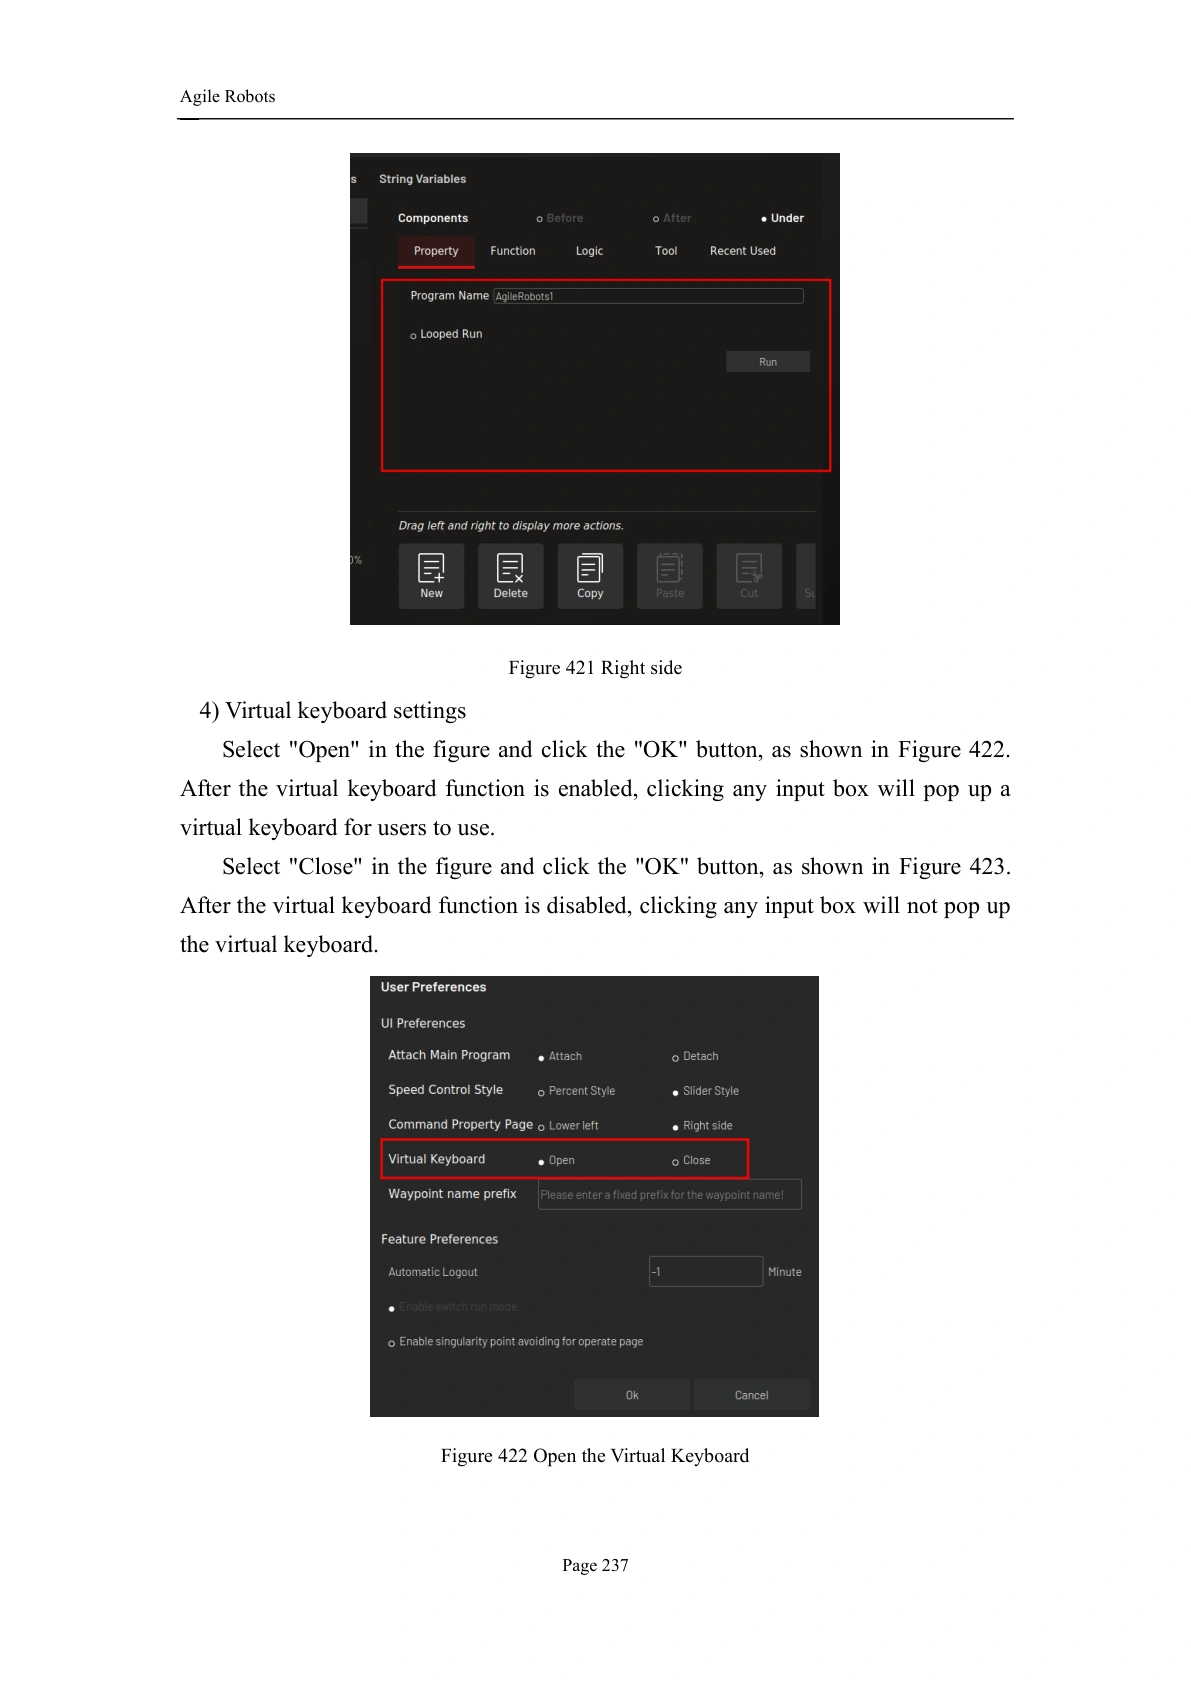 Agile Robots
s String Variables
Components Before After Under
Property Function Logic Tool Recent Used
Program Name AgileRobots1
Looped Run
Run
Drag left and right to display more actions.
0%
New Delete Copy Paste Cut Su
Figure 421 Right side
4) Virtual keyboard settings
Select "Open" in the figure and click the "OK" button, as shown in Figure 422.
After the virtual keyboard function is enabled, clicking any input box will pop up a
virtual keyboard for users to use.
Select "Close" in the figure and click the "OK" button, as shown in Figure 423.
After the virtual keyboard function is disabled, clicking any input box will not pop up
the virtual keyboard.
User Preferences
UI Preferences
Attach Main Program Attach Detach
Speed Control Style Percent Style Slider Style
Command Property Page Lower left Right side
Virtual Keyboard Open Close
Waypoint name prefix Please enter a fixed prefix for the waypoint name!
Feature Preferences
Automatic Logout -1 Minute
Enable switch run mode
Enable singularity point avoiding for operate page
Ok Cancel
Figure 422 Open the Virtual Keyboard
Page 237